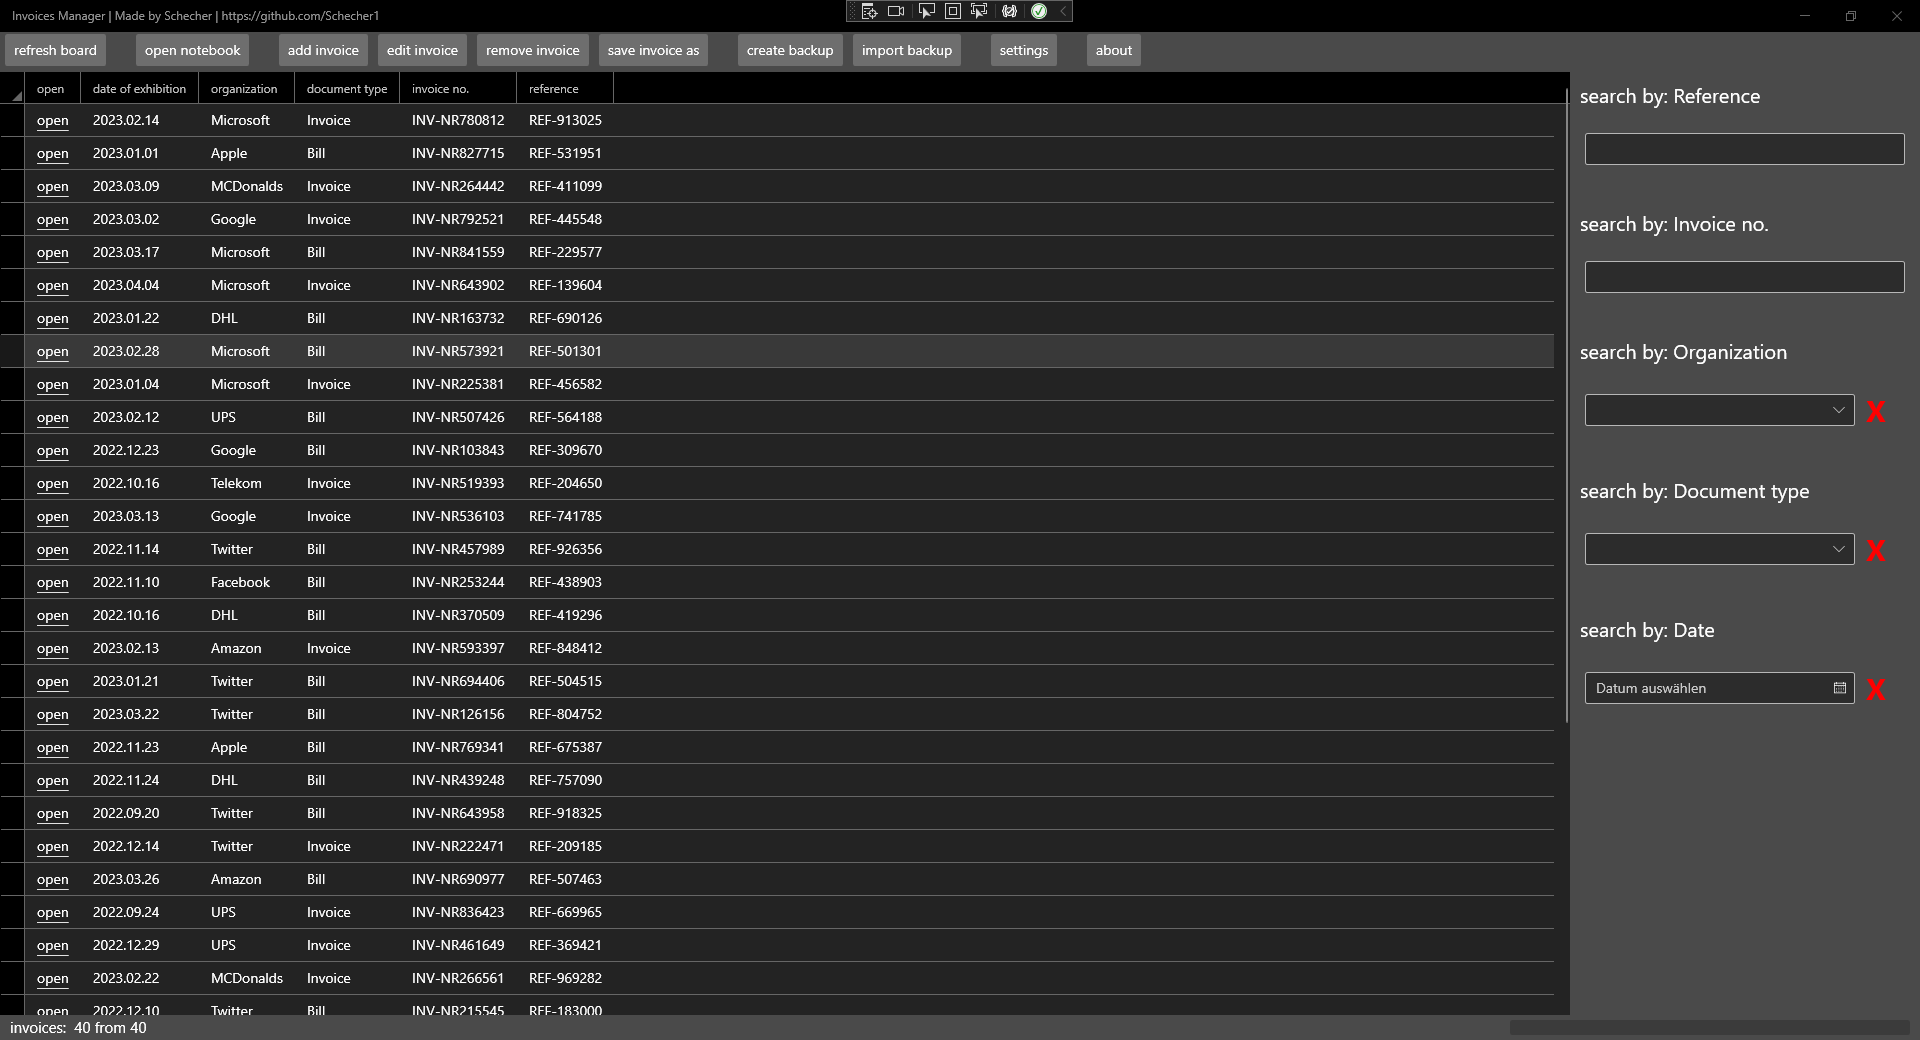 Invoices Manager | Made by Schecher | https://github.com/Schecher1
refresh board open notebook add invoice edit invoice remove invoice save invoice as create backup import backup settings about
open date of exhibition organization document type invoice no. reference
open 2023.02.14 Microsoft Invoice INV-NR780812 REF-913025
open 2023.01.01 Apple Bill INV-NR827715 REF-531951
open 2023.03.09 MCDonalds Invoice INV-NR264442 REF-411099
open 2023.03.02 Google Invoice INV-NR792521 REF-445548
open 2023.03.17 Microsoft Bill INV-NR841559 REF-229577
open 2023.04.04 Microsoft Invoice INV-NR643902 REF-139604
open 2023.01.22 DHL Bill INV-NR163732 REF-690126
open 2023.02.28 Microsoft Bill INV-NR573921 REF-501301
open 2023.01.04 Microsoft Invoice INV-NR225381 REF-456582
open 2023.02.12 UPS Bill INV-NR507426 REF-564188
open 2022.12.23 Google Bill INV-NR103843 REF-309670
open 2022.10.16 Telekom Invoice INV-NR519393 REF-204650
open 2023.03.13 Google Invoice INV-NR536103 REF-741785
open 2022.11.14 Twitter Bill INV-NR457989 REF-926356
open 2022.11.10 Facebook Bill INV-NR253244 REF-438903
open 2022.10.16 DHL Bill INV-NR370509 REF-419296
open 2023.02.13 Amazon Invoice INV-NR593397 REF-848412
open 2023.01.21 Twitter Bill INV-NR694406 REF-504515
open 2023.03.22 Twitter Bill INV-NR126156 REF-804752
open 2022.11.23 Apple Bill INV-NR769341 REF-675387
open 2022.11.24 DHL Bill INV-NR439248 REF-757090
open 2022.09.20 Twitter Bill INV-NR643958 REF-918325
open 2022.12.14 Twitter Invoice INV-NR222471 REF-209185
open 2023.03.26 Amazon Bill INV-NR690977 REF-507463
open 2022.09.24 UPS Invoice INV-NR836423 REF-669965
open 2022.12.29 UPS Invoice INV-NR461649 REF-369421
open 2023.02.22 MCDonalds Invoice INV-NR266561 REF-969282
open 2022.12.10 Twitter Bill INV-NR215545 REF-183000
search by: Reference
search by: Invoice no.
search by: Organization
X
search by: Document type
X
search by: Date
Datum auswählen X
invoices: 40 from 40